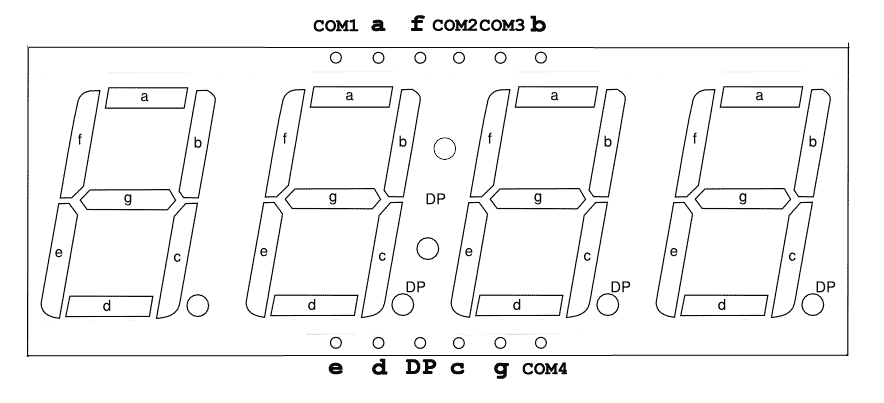 COM1 a f COM2 COM3 b
a a a a
f b f b f b f b
g g DP g g
e c e c e c e c
DP DP DP
d d d d
e d DP c g COM4